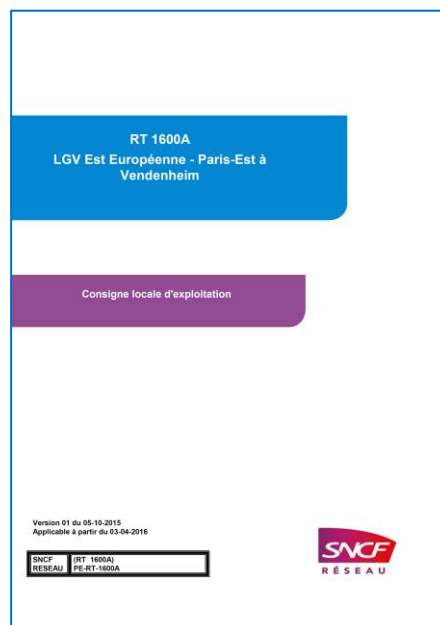 RT 1600A
LGV Est Européenne - Paris-Est à
Vendenheim
Consigne locale d'exploitation
Version 01 du 05-10-2015
Applicable à partir du 03-04-2016
SNCF (RT 1600A)
RESEAU PE-RT-1600A
SNCF
RÉSEAU